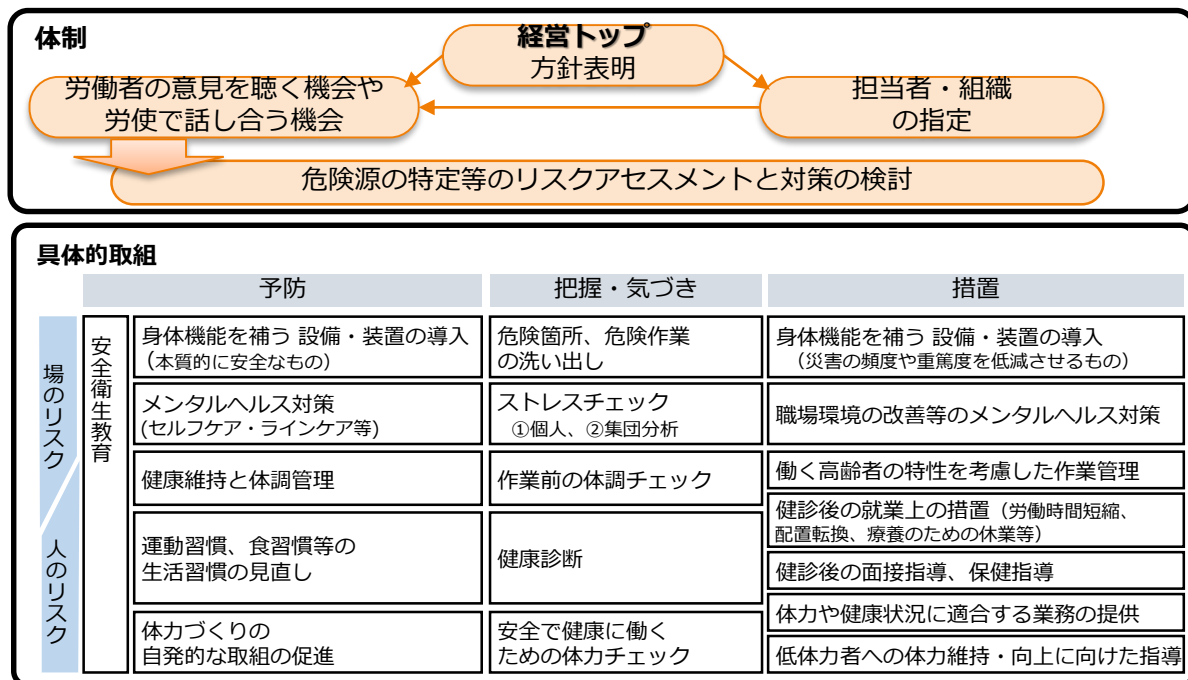 体制
経営トップ
方針表明
労働者の意見を聴く機会や
労使で話し合う機会
担当者・組織
の指定
危険源の特定等のリスクアセスメントと対策の検討
具体的取組
予防
把握・気づき
措置
場のリスク
人のリスク
安全衛生教育
身体機能を補う 設備・装置の導入
(本質的に安全なもの)
危険箇所、危険作業
の洗い出し
身体機能を補う 設備・装置の導入
（災害の頻度や重篤度を低減させるもの）
メンタルヘルス対策
(セルフケア・ラインケア等)
ストレスチェック
①個人、②集団分析
職場環境の改善等のメンタルヘルス対策
健康維持と体調管理
作業前の体調チェック
働く高齢者の特性を考慮した作業管理
運動習慣、食習慣等の
生活習慣の見直し
健康診断
健診後の就業上の措置（労働時間短縮、
配置転換、療養のための休業等）
健診後の面接指導、保健指導
体力づくりの
自発的な取組の促進
安全で健康に働く
ための体力チェック
体力や健康状況に適合する業務の提供
低体力者への体力維持・向上に向けた指導